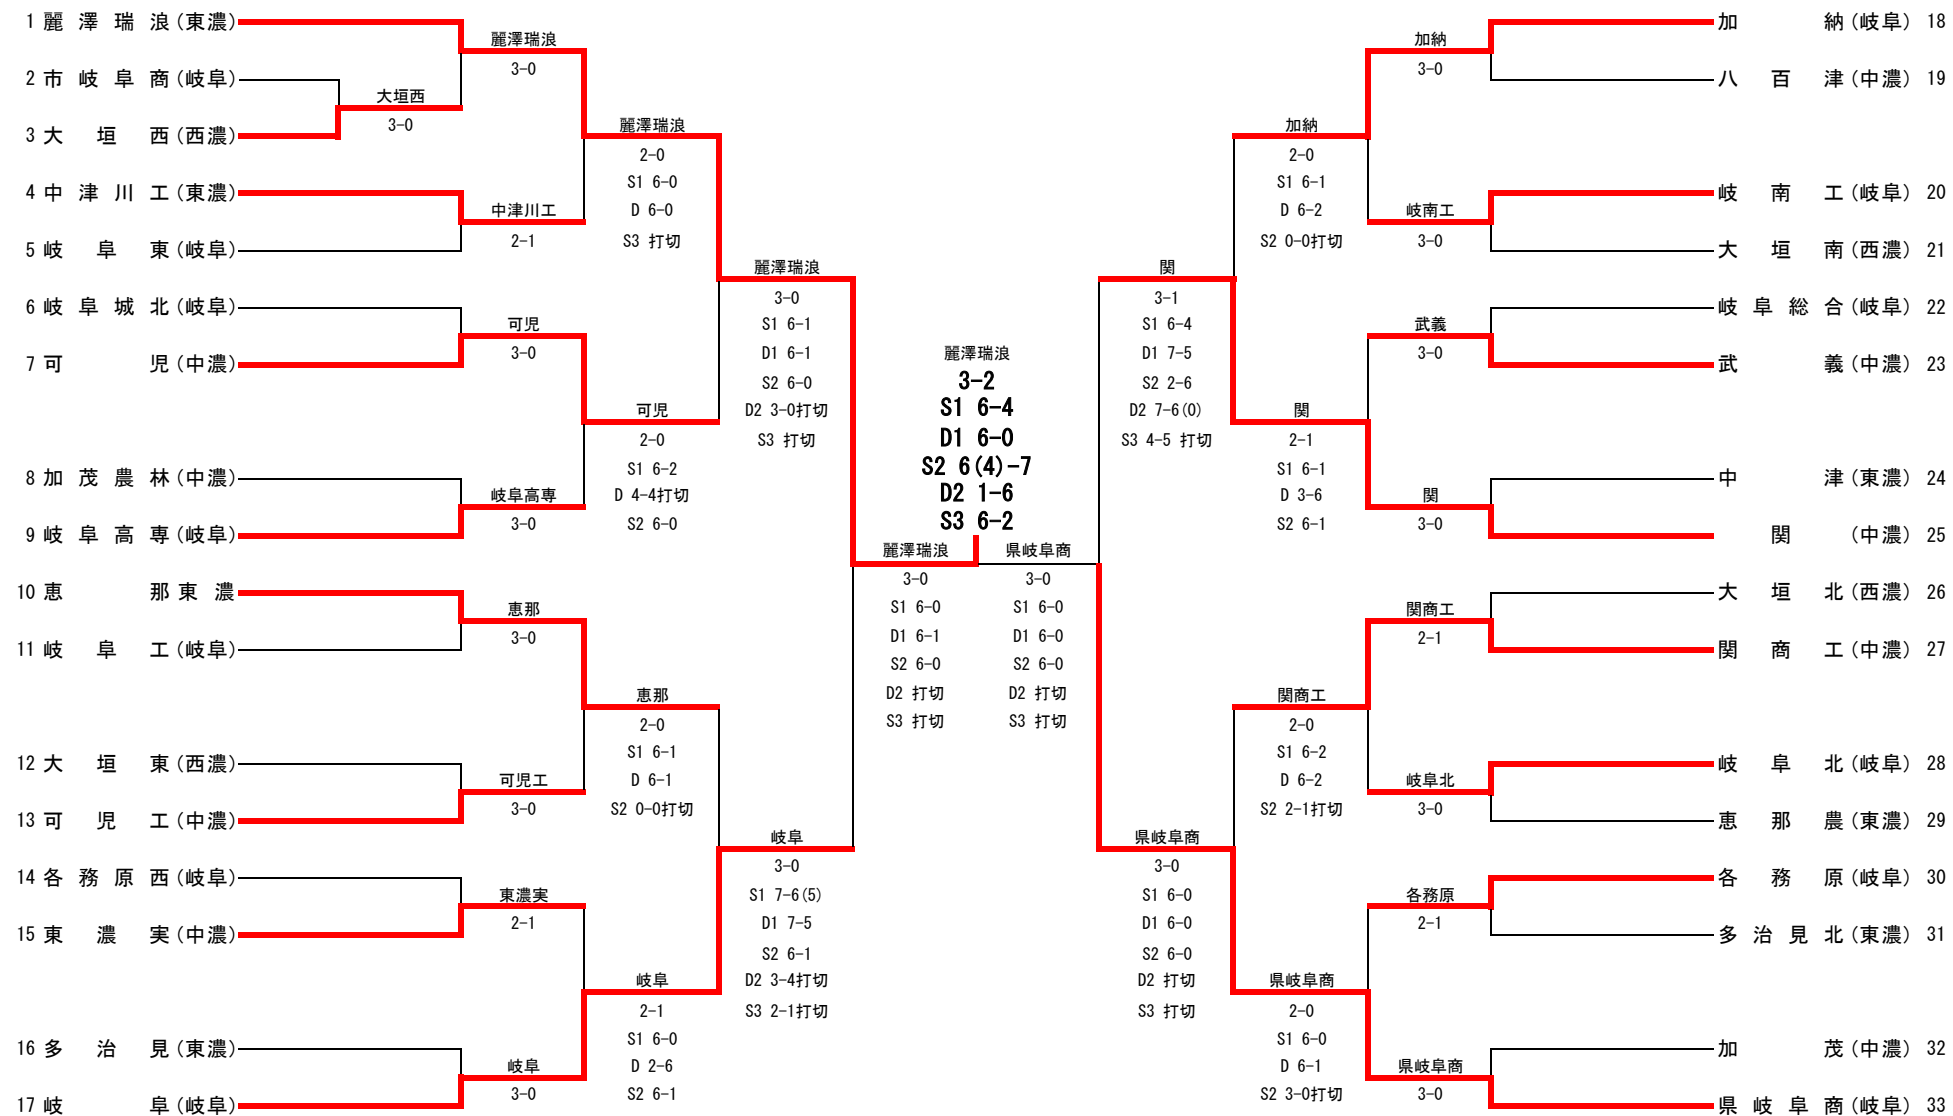 1 麗澤瑞浪(東濃)
2 市岐阜商(岐阜)
3 大垣西(西濃)
4 中津川工(東濃)
5 岐阜東(岐阜)
6 岐阜城北(岐阜)
7 可児(中濃)
8 加茂農林(中濃)
9 岐阜高専(岐阜)
10 恵那東濃
11 岐阜工(岐阜)
12 大垣東(西濃)
13 可児工(中濃)
14 各務原西(岐阜)
15 東濃実(中濃)
16 多治見(東濃)
17 岐阜(岐阜)
大垣西
3-0
麗澤瑞浪
3-0
中津川工
2-1
可児
3-0
岐阜高専
3-0
恵那
3-0
可児工
3-0
東濃実
2-1
岐阜
3-0
麗澤瑞浪
2-0
S1 6-0
D 6-0
S3 打切
可児
2-0
S1 6-2
D 4-4打切
S2 6-0
恵那
2-0
S1 6-1
D 6-1
S2 0-0打切
岐阜
2-1
S1 6-0
D 2-6
S2 6-1
麗澤瑞浪
3-0
S1 6-1
D1 6-1
S2 6-0
D2 3-0打切
S3 打切
岐阜
3-0
S1 7-6(5)
D1 7-5
S2 6-1
D2 3-4打切
S3 2-1打切
麗澤瑞浪
3-0
S1 6-0
D1 6-1
S2 6-0
D2 打切
S3 打切
麗澤瑞浪
3-2
S1 6-4
D1 6-0
S2 6(4)-7
D2 1-6
S3 6-2
県岐阜商
3-0
S1 6-0
D1 6-0
S2 6-0
D2 打切
S3 打切
関
3-1
S1 6-4
D1 7-5
S2 2-6
D2 7-6(0)
S3 4-5 打切
県岐阜商
3-0
S1 6-0
D1 6-0
S2 6-0
D2 打切
S3 打切
加納
2-0
S1 6-1
D 6-2
S2 0-0打切
関
2-1
S1 6-1
D 3-6
S2 6-1
関商工
2-0
S1 6-2
D 6-2
S2 2-1打切
県岐阜商
2-0
S1 6-0
D 6-1
S2 3-0打切
加納
3-0
岐南工
3-0
武義
3-0
関
3-0
関商工
2-1
岐阜北
3-0
各務原
2-1
県岐阜商
3-0
加納(岐阜) 18
八百津(中濃) 19
岐南工(岐阜) 20
大垣南(西濃) 21
岐阜総合(岐阜) 22
武義(中濃) 23
中津(東濃) 24
関(中濃) 25
大垣北(西濃) 26
関商工(中濃) 27
岐阜北(岐阜) 28
恵那農(東濃) 29
各務原(岐阜) 30
多治見北(東濃) 31
加茂(中濃) 32
県岐阜商(岐阜) 33